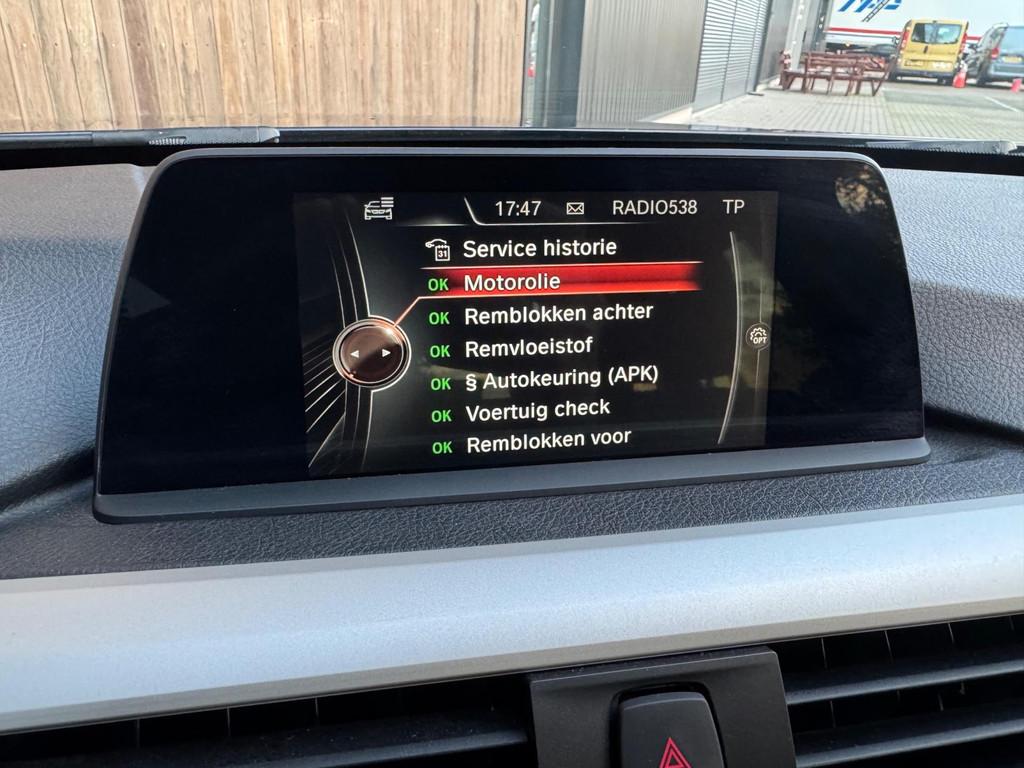 17:47 RADIO538 TP
31 Service historie
OK Motorolie
OK Remblokken achter
OK Remvloeistof
OPT
OK § Autokeuring (APK)
OK Voertuig check
OK Remblokken voor